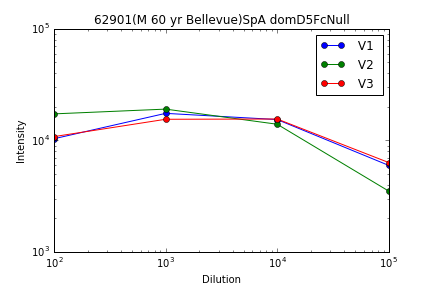 62901(M 60 yr Bellevue)SpA domD5FcNull
10^5
V1
V2
V3
10^4
Intensity
10^3
10^2 10^3 10^4 10^5
Dilution